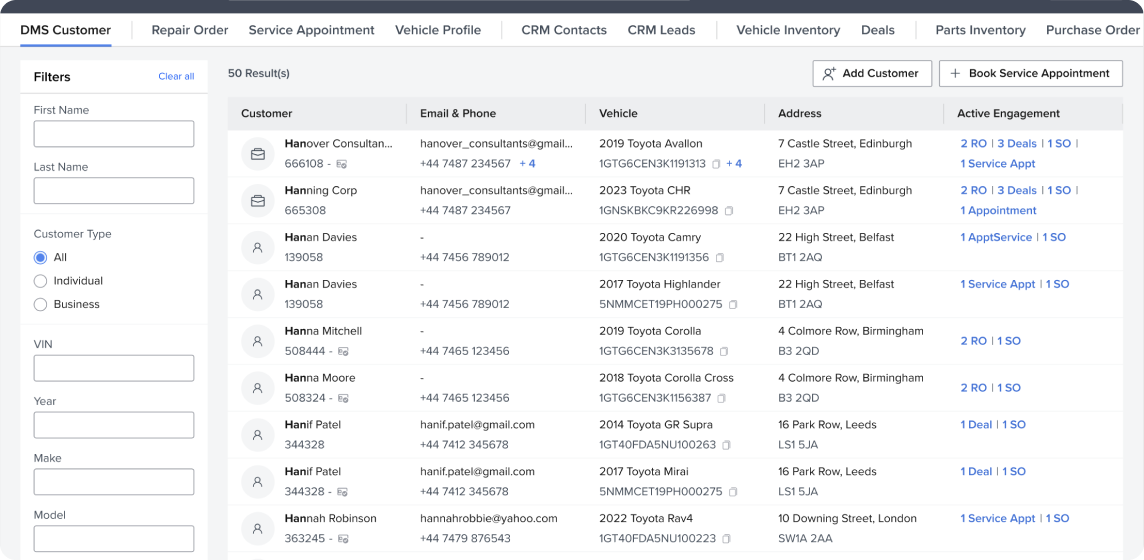 DMS Customer
Repair Order
Service Appointment
Vehicle Profile
CRM Contacts
CRM Leads
Vehicle Inventory
Deals
Parts Inventory
Purchase Order
Filters
Clear all
First Name
Last Name
Customer Type
All
Individual
Business
VIN
Year
Make
Model
50 Result(s)
Add Customer
+ Book Service Appointment
Customer
Email & Phone
Vehicle
Address
Active Engagement
Hanover Consultan...
666108 -
hanover_consultants@gmail...
+44 7487 234567 + 4
2019 Toyota Avallon
1GTG6CEN3K1191313 + 4
7 Castle Street, Edinburgh
EH2 3AP
2 RO | 3 Deals | 1 SO |
1 Service Appt
Hanning Corp
665308
hanover_consultants@gmail...
+44 7487 234567
2023 Toyota CHR
1GNSKBKC9KR226998
7 Castle Street, Edinburgh
EH2 3AP
2 RO | 3 Deals | 1 SO |
1 Appointment
Hanan Davies
139058
-
+44 7456 789012
2020 Toyota Camry
1GTG6CEN3K1191356
22 High Street, Belfast
BT1 2AQ
1 ApptService | 1 SO
Hanan Davies
139058
-
+44 7456 789012
2017 Toyota Highlander
5NMMCET19PH000275
22 High Street, Belfast
BT1 2AQ
1 Service Appt | 1 SO
Hanna Mitchell
508444 -
-
+44 7465 123456
2019 Toyota Corolla
1GTG6CEN3K3135678
4 Colmore Row, Birmingham
B3 2QD
2 RO | 1 SO
Hanna Moore
508324 -
-
+44 7465 123456
2018 Toyota Corolla Cross
1GTG6CEN3K1156387
4 Colmore Row, Birmingham
B3 2QD
2 RO | 1 SO
Hanif Patel
344328
hanif.patel@gmail.com
+44 7412 345678
2014 Toyota GR Supra
1GT40FDA5NU100263
16 Park Row, Leeds
LS1 5JA
1 Deal | 1 SO
Hanif Patel
344328 -
hanif.patel@gmail.com
+44 7412 345678
2017 Toyota Mirai
5NMMCET19PH000275
16 Park Row, Leeds
LS1 5JA
1 Deal | 1 SO
Hannah Robinson
363245 -
hannahrobbie@yahoo.com
+44 7479 876543
2022 Toyota Rav4
1GT40FDA5NU100223
10 Downing Street, London
SW1A 2AA
1 Service Appt | 1 SO